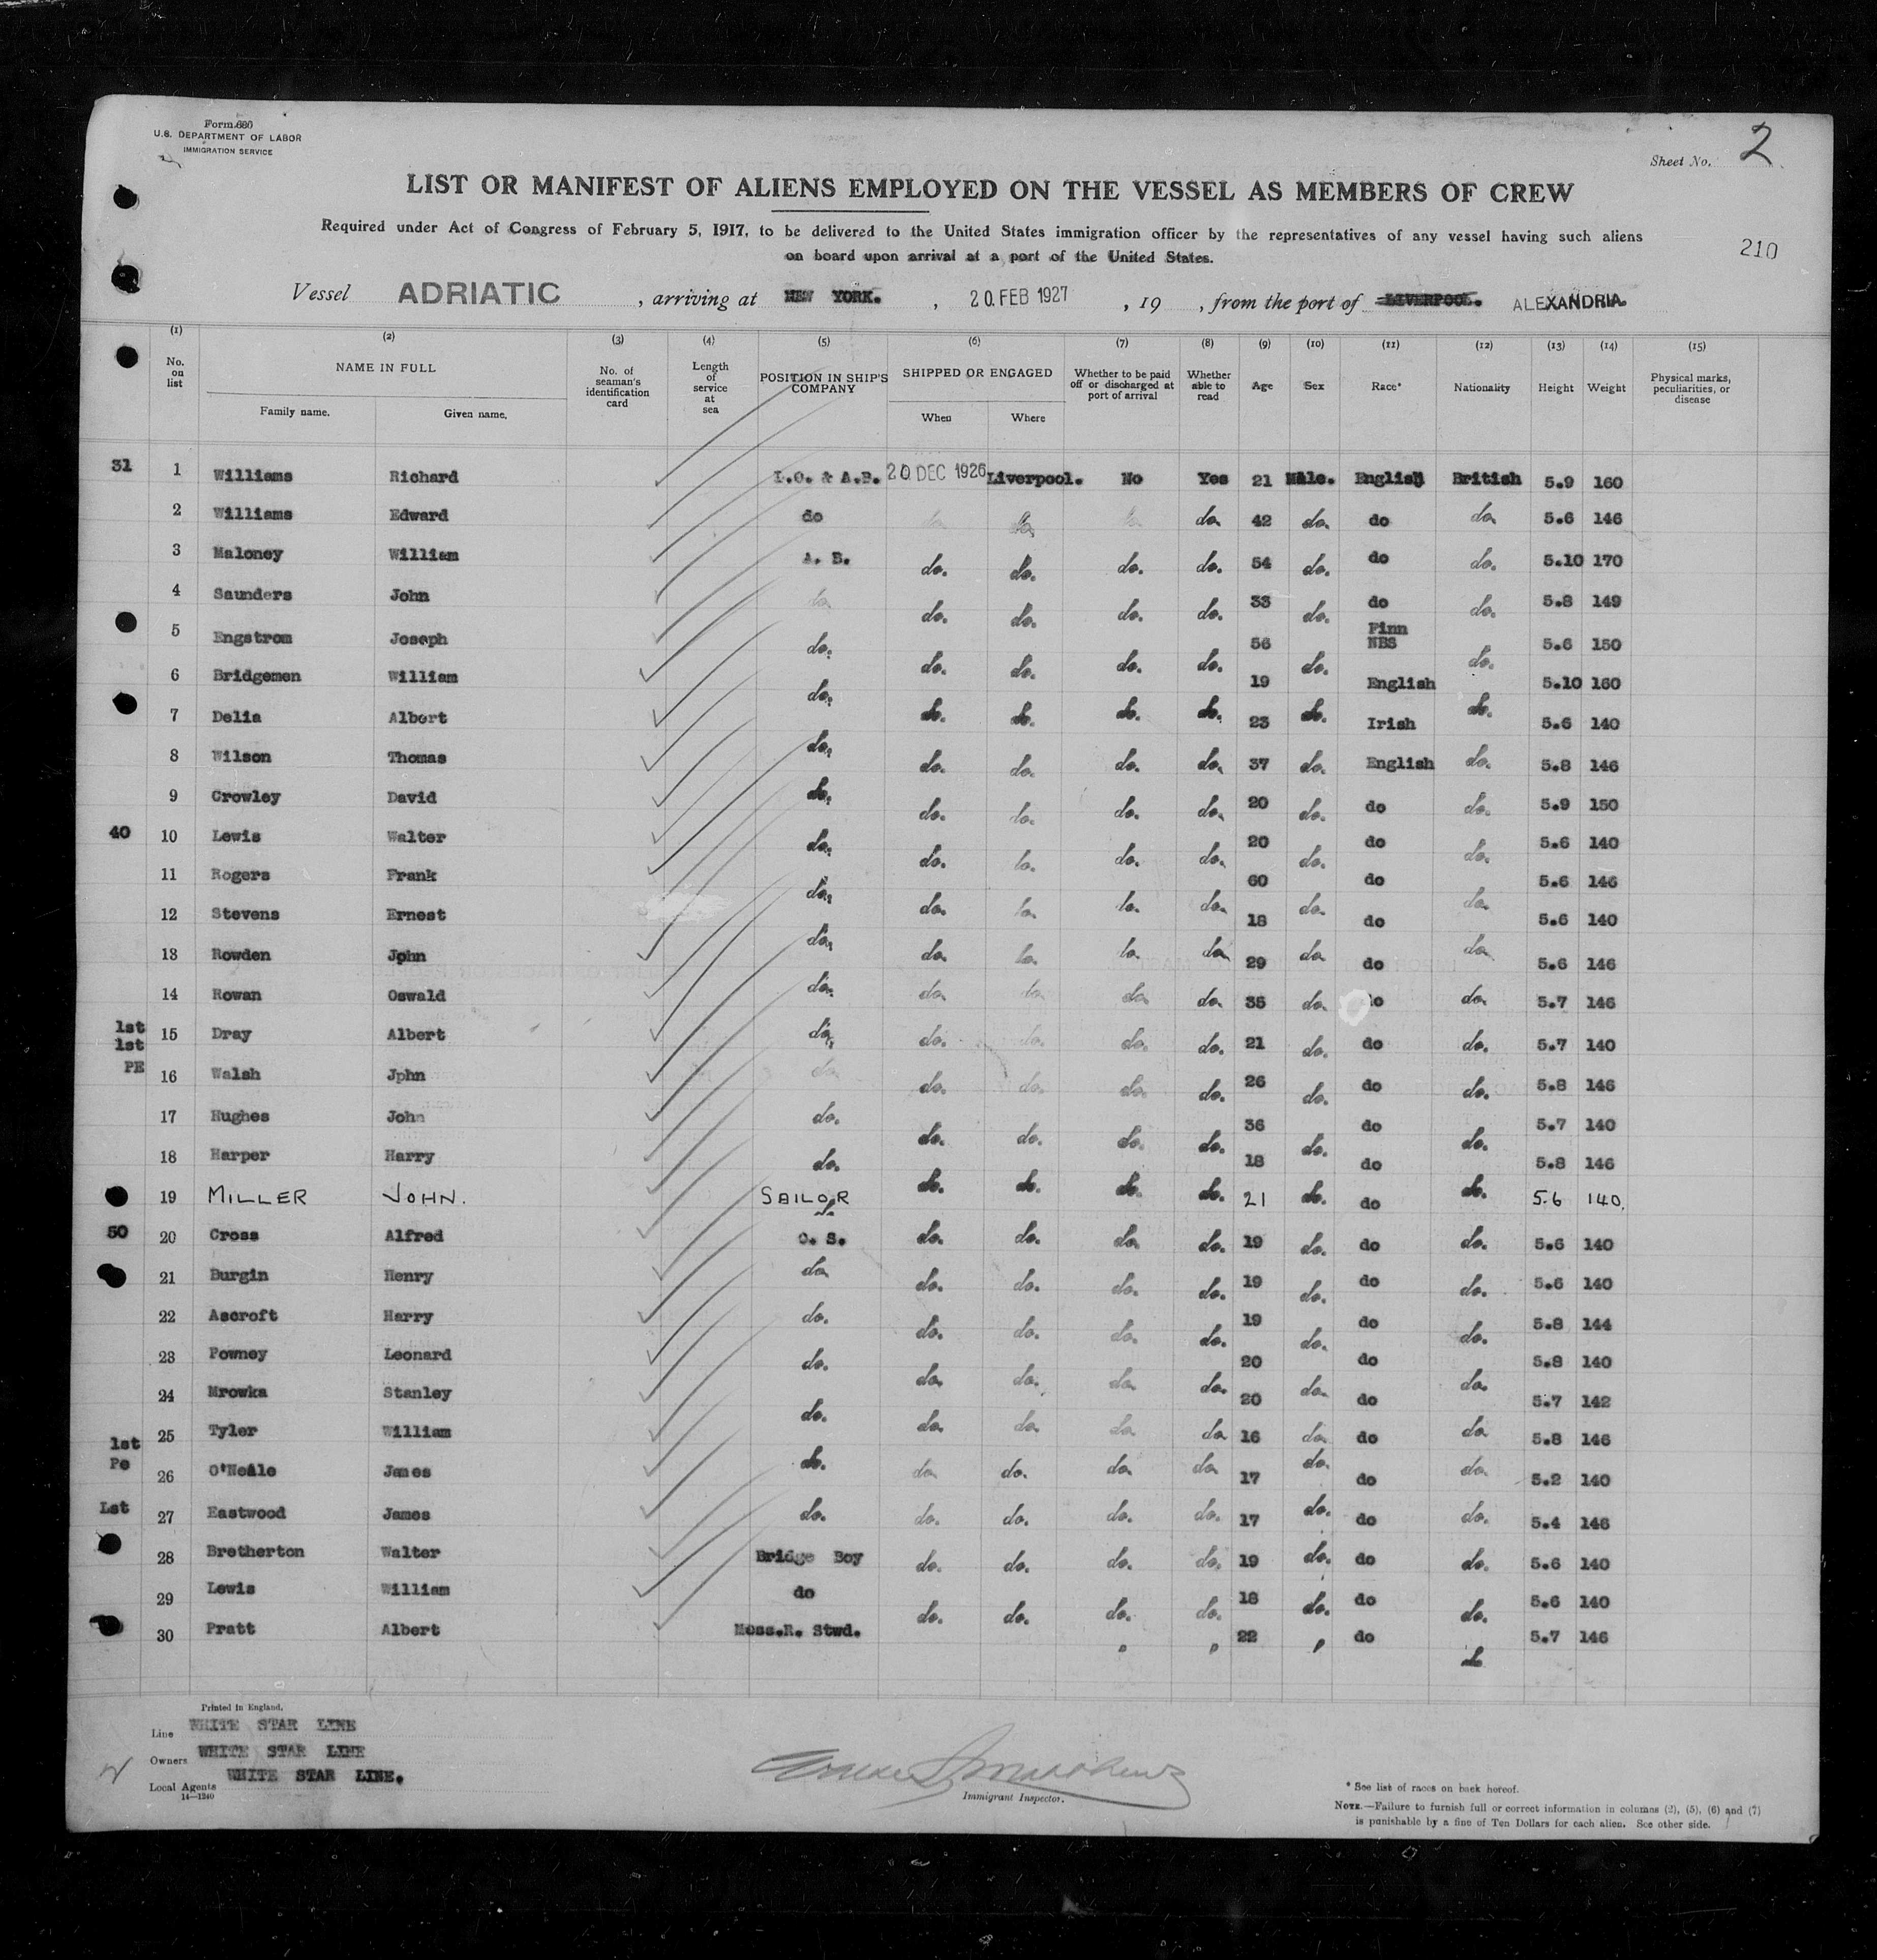 Form 686
U.S. DEPARTMENT OF LABOR
IMMIGRATION SERVICE
Sheet No. 2
LIST OR MANIFEST OF ALIENS EMPLOYED ON THE VESSEL AS MEMBERS OF CREW
Required under Act of Congress of February 5, 1917, to be delivered to the United States immigration officer by the representatives of any vessel having such aliens
on board upon arrival at a port of the United States.
210
Vessel ADRIATIC, arriving at NEW YORK., 20 FEB 1927, 19 , from the port of LIVERPOOL. ALEXANDRIA.
(1) (2) (3) (4) (5) (6) (7) (8) (9) (10) (11) (12) (13) (14) (15)
No. on list NAME IN FULL Family name. Given name. No. of seaman's identification card Length of service at sea POSITION IN SHIP'S COMPANY SHIPPED OR ENGAGED When Where Whether to be paid off or discharged at port of arrival Whether able to read Age Sex Race* Nationality Height Weight Physical marks, peculiarities, or disease
31 1 Williams Richard L.O. & A.B. 20 DEC 1926 Liverpool. No Yes 21 Male. English British 5.9 160
2 Williams Edward do do do do do 42 do do do 5.6 146
3 Maloney William A. B. do. do. do. do. 54 do. do do. 5.10 170
4 Saunders John do do. do. do. do. 33 do. do do. 5.8 149
5 Engstrom Joseph do. do. do. do. do. 56 do. Finn NBS do. 5.6 150
6 Bridgemen William do. do. do. do. do. 19 do. English do. 5.10 160
7 Delia Albert do. do. do. do. do. 23 do. Irish do. 5.6 140
8 Wilson Thomas do. do. do. do. do. 37 do. English do. 5.8 146
9 Crowley David do. do. do. do. do. 20 do. do do. 5.9 150
40 10 Lewis Walter do. do. do. do. do. 20 do. do do. 5.6 140
11 Rogers Frank do. do. do. do. do. 60 do. do do. 5.6 146
12 Stevens Ernest do. do. do. do. do. 18 do. do do. 5.6 140
13 Rowden John do. do. do. do. do. 29 do. do do. 5.6 146
14 Rowan Oswald do. do. do. do. do. 35 do. do do. 5.7 146
1st 1st 15 Dray Albert do. do. do. do. do. 21 do. do do. 5.7 140
PE 16 Walsh Jphn do. do. do. do. do. 26 do. do do. 5.8 146
17 Hughes John do. do. do. do. do. 36 do. do do. 5.7 140
18 Harper Harry do. do. do. do. do. 18 do. do do. 5.8 146
19 MILLER JOHN. SAILOR do. do. do. do. 21 do. do do. 5.6 140.
50 20 Cross Alfred O. S. do. do. do. do. 19 do. do do. 5.6 140
21 Burgin Henry do do. do. do. do. 19 do. do do. 5.6 140
22 Ascroft Harry do. do. do. do. do. 19 do. do do. 5.8 144
23 Powney Leonard do. do. do. do. do. 20 do. do do. 5.8 140
24 Mrowka Stanley do. do. do. do. do. 20 do. do do. 5.7 142
25 Tyler William do. do. do. do. do. 16 do. do do. 5.8 146
1st Pe 26 O'Neale James do. do. do. do. do. 17 do. do do. 5.2 140
Lst 27 Eastwood James do. do. do. do. do. 17 do. do do. 5.4 146
28 Bretherton Walter Bridge Boy do. do. do. do. 19 do. do do. 5.6 140
29 Lewis William do do. do. do. do. 18 do. do do. 5.6 140
30 Pratt Albert Mess.R. Stwd. " " 22 " do do 5.7 146
Printed in England.
Line WHITE STAR LINE
Owners WHITE STAR LINE
Local Agents WHITE STAR LINE.
14—1240
Immigrant Inspector.
* See list of races on back hereof.
NOTE.—Failure to furnish full or correct information in columns (2), (5), (6) and (7)
is punishable by a fine of Ten Dollars for each alien. See other side.